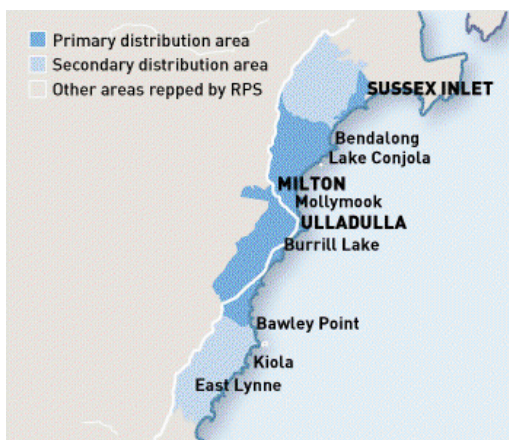 Primary distribution area
Secondary distribution area
Other areas repped by RPS
SUSSEX INLET
Bendalong
Lake Conjola
MILTON
Mollymook
ULLADULLA
Burrill Lake
Bawley Point
Kiola
East Lynne